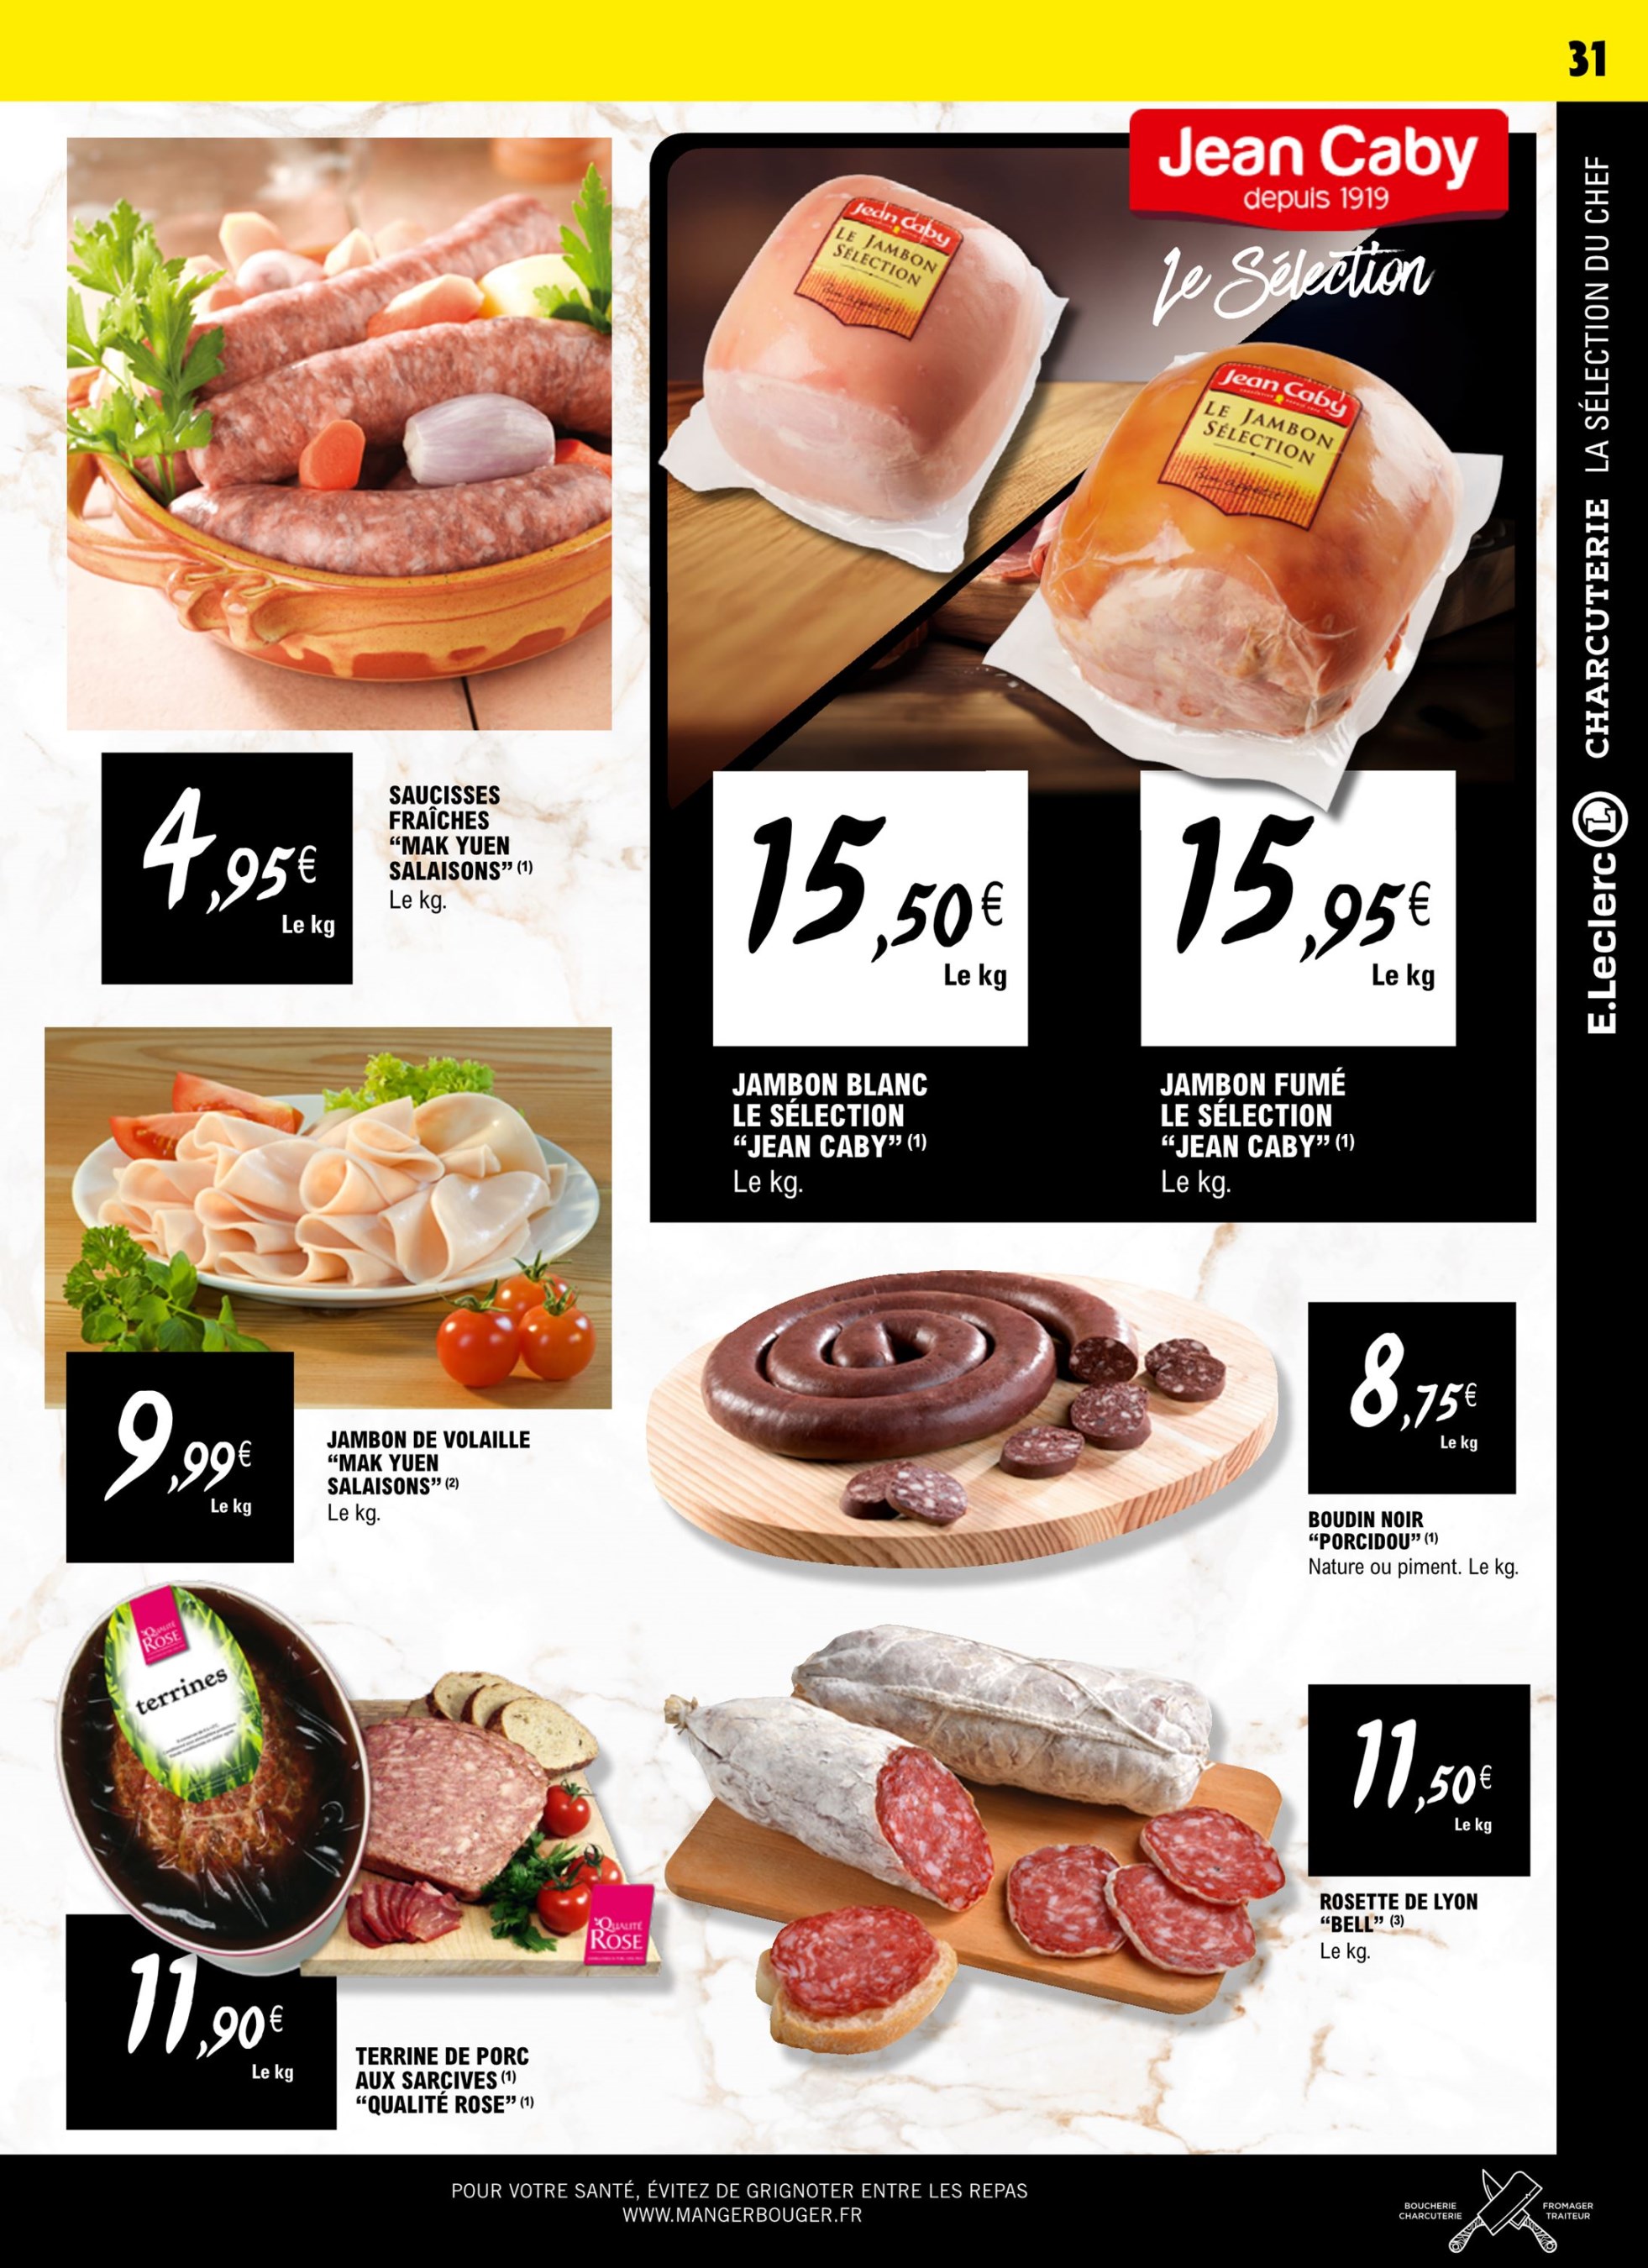 31
Jean Caby
depuis 1919
Le Sélection
Jean Caby
LE JAMBON
SÉLECTION
Bon appétit
Jean Caby
LE JAMBON
SÉLECTION
Bon appétit
4,95€
Le kg
SAUCISSES
FRAÎCHES
“MAK YUEN
SALAISONS” (1)
Le kg.
15,50€
Le kg
JAMBON BLANC
LE SÉLECTION
“JEAN CABY” (1)
Le kg.
15,95€
Le kg
JAMBON FUMÉ
LE SÉLECTION
“JEAN CABY” (1)
Le kg.
9,99€
Le kg
JAMBON DE VOLAILLE
“MAK YUEN
SALAISONS” (2)
Le kg.
8,75€
Le kg
BOUDIN NOIR
“PORCIDOU” (1)
Nature ou piment. Le kg.
QUALITÉ
ROSE
terrines
QUALITÉ
ROSE
11,90€
Le kg
TERRINE DE PORC
AUX SARCIVES (1)
“QUALITÉ ROSE” (1)
11,50€
Le kg
ROSETTE DE LYON
“BELL” (3)
Le kg.
E.Leclerc L CHARCUTERIE LA SÉLECTION DU CHEF
POUR VOTRE SANTÉ, ÉVITEZ DE GRIGNOTER ENTRE LES REPAS
WWW.MANGERBOUGER.FR
BOUCHERIE
CHARCUTERIE
FROMAGER
TRAITEUR